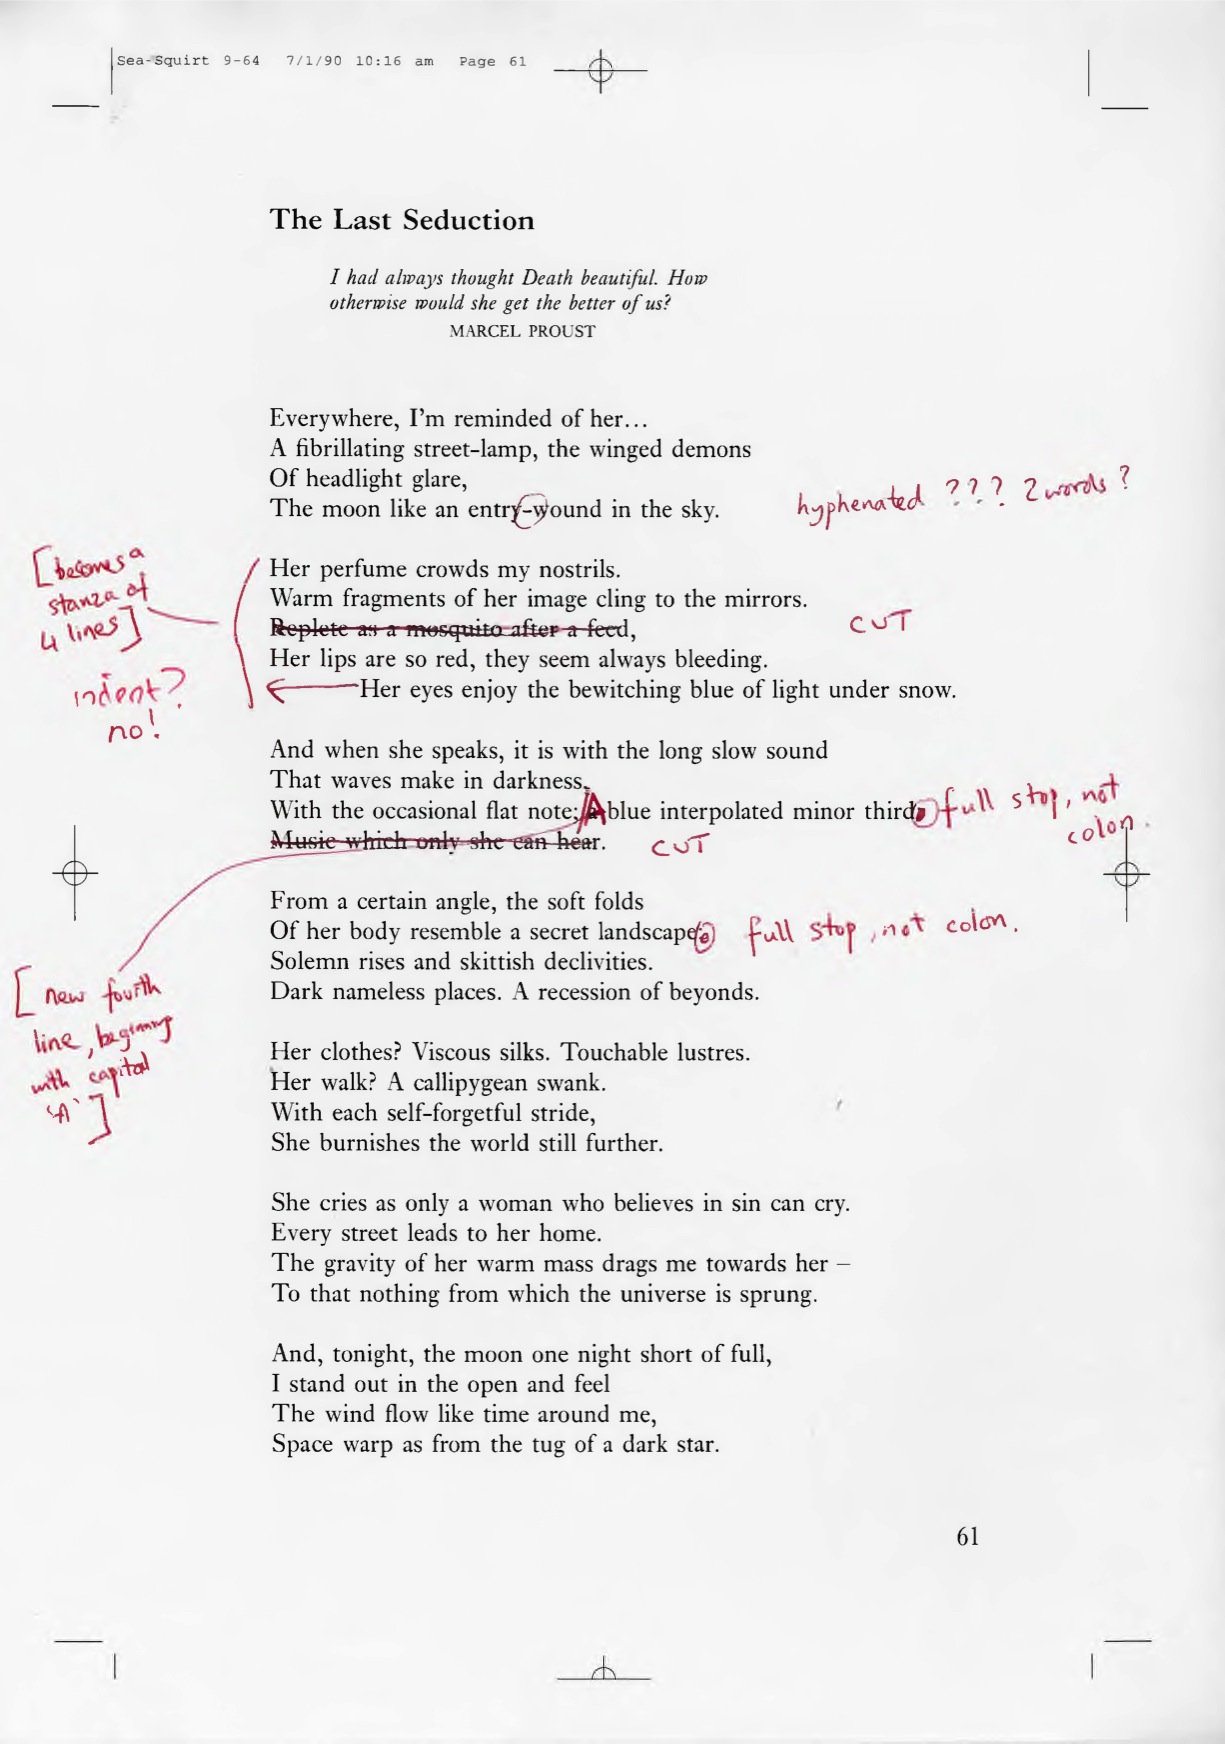 Sea-Squirt 9-64 7/1/90 10:16 am Page 61
The Last Seduction
I had always thought Death beautiful. How
otherwise would she get the better of us?
MARCEL PROUST
Everywhere, I'm reminded of her...
A fibrillating street-lamp, the winged demons
Of headlight glare,
The moon like an entry-wound in the sky.
hyphenated ??? 2 words?
[becomes a
stanza of
4 lines]
indent?
no!
Her perfume crowds my nostrils.
Warm fragments of her image cling to the mirrors.
Replete as a mosquito after a feed,
CUT
Her lips are so red, they seem always bleeding.
Her eyes enjoy the bewitching blue of light under snow.
And when she speaks, it is with the long slow sound
That waves make in darkness,
With the occasional flat note; A blue interpolated minor third.
full stop, not
colon.
Music which only she can hear.
CUT
From a certain angle, the soft folds
Of her body resemble a secret landscape.
full stop, not colon.
Solemn rises and skittish declivities.
Dark nameless places. A recession of beyonds.
[new fourth
line, beginning
with capital
'A']
Her clothes? Viscous silks. Touchable lustres.
Her walk? A callipygean swank.
With each self-forgetful stride,
She burnishes the world still further.
She cries as only a woman who believes in sin can cry.
Every street leads to her home.
The gravity of her warm mass drags me towards her –
To that nothing from which the universe is sprung.
And, tonight, the moon one night short of full,
I stand out in the open and feel
The wind flow like time around me,
Space warp as from the tug of a dark star.
61